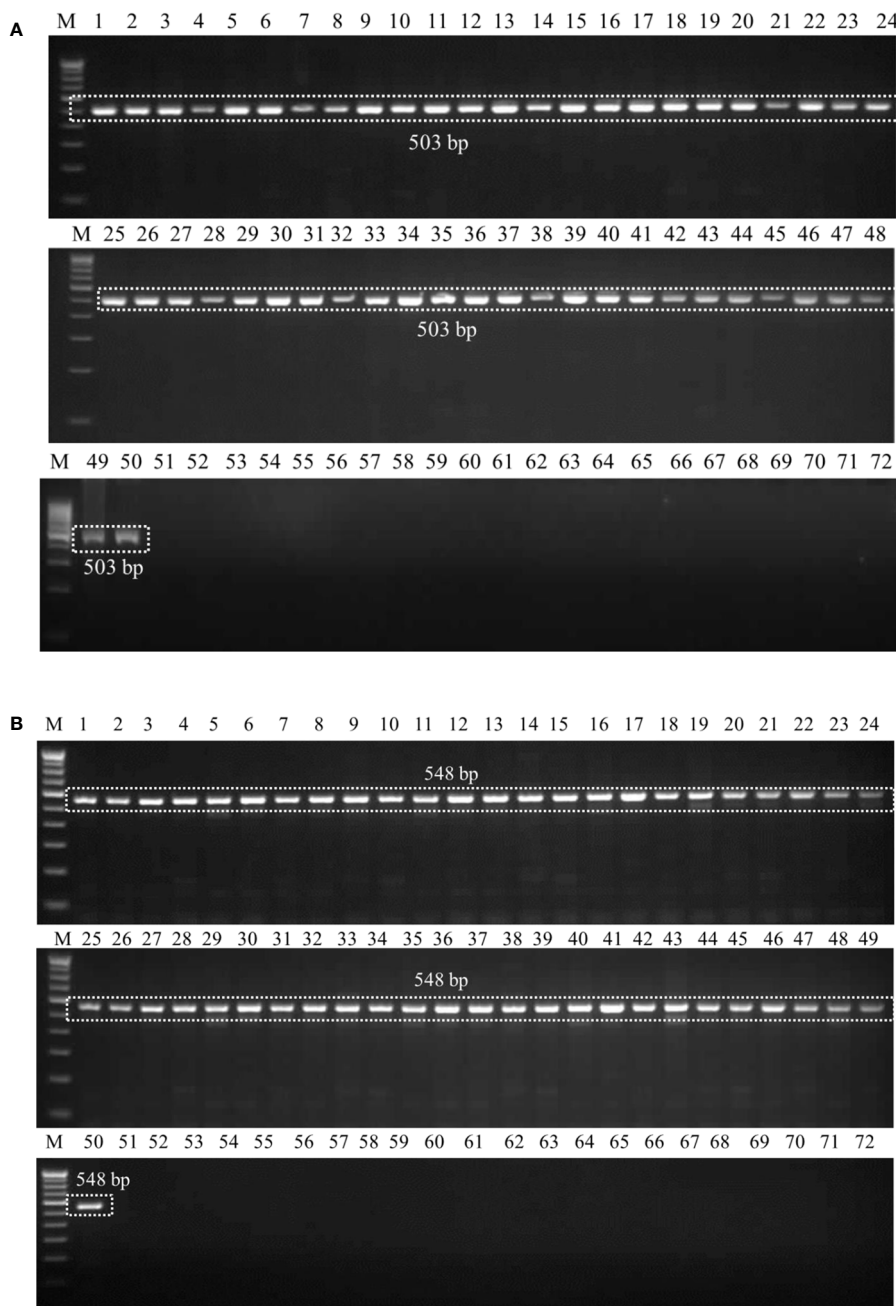 A
M 1 2 3 4 5 6 7 8 9 10 11 12 13 14 15 16 17 18 19 20 21 22 23 24
503 bp
M 25 26 27 28 29 30 31 32 33 34 35 36 37 38 39 40 41 42 43 44 45 46 47 48
503 bp
M 49 50 51 52 53 54 55 56 57 58 59 60 61 62 63 64 65 66 67 68 69 70 71 72
503 bp
B
M 1 2 3 4 5 6 7 8 9 10 11 12 13 14 15 16 17 18 19 20 21 22 23 24
548 bp
M 25 26 27 28 29 30 31 32 33 34 35 36 37 38 39 40 41 42 43 44 45 46 47 48 49
548 bp
M 50 51 52 53 54 55 56 57 58 59 60 61 62 63 64 65 66 67 68 69 70 71 72
548 bp